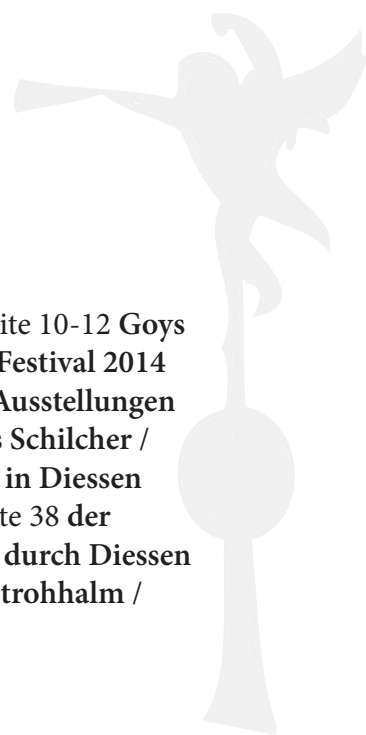 ite 10-12 Goys
Festival 2014
Ausstellungen
s Schilcher /
in Diessen
te 38 der
durch Diessen
trohhalm /